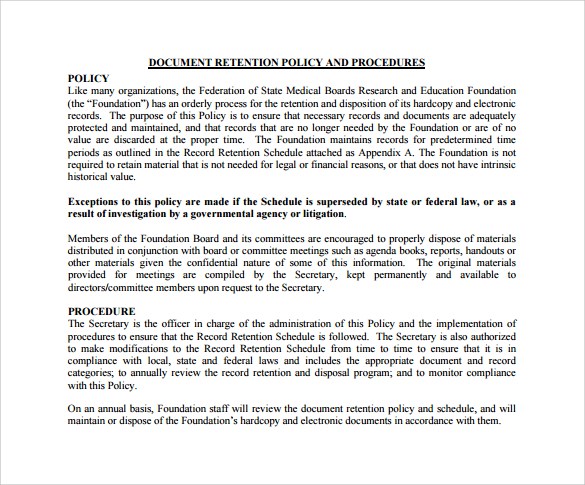 DOCUMENT RETENTION POLICY AND PROCEDURES
POLICY
Like many organizations, the Federation of State Medical Boards Research and Education Foundation
(the “Foundation”) has an orderly process for the retention and disposition of its hardcopy and electronic
records. The purpose of this Policy is to ensure that necessary records and documents are adequately
protected and maintained, and that records that are no longer needed by the Foundation or are of no
value are discarded at the proper time. The Foundation maintains records for predetermined time
periods as outlined in the Record Retention Schedule attached as Appendix A. The Foundation is not
required to retain material that is not needed for legal or financial reasons, or that does not have intrinsic
historical value.
Exceptions to this policy are made if the Schedule is superseded by state or federal law, or as a
result of investigation by a governmental agency or litigation.
Members of the Foundation Board and its committees are encouraged to properly dispose of materials
distributed in conjunction with board or committee meetings such as agenda books, reports, handouts or
other materials given the confidential nature of some of this information. The original materials
provided for meetings are compiled by the Secretary, kept permanently and available to
directors/committee members upon request to the Secretary.
PROCEDURE
The Secretary is the officer in charge of the administration of this Policy and the implementation of
procedures to ensure that the Record Retention Schedule is followed. The Secretary is also authorized
to make modifications to the Record Retention Schedule from time to time to ensure that it is in
compliance with local, state and federal laws and includes the appropriate document and record
categories; to annually review the record retention and disposal program; and to monitor compliance
with this Policy.
On an annual basis, Foundation staff will review the document retention policy and schedule, and will
maintain or dispose of the Foundation’s hardcopy and electronic documents in accordance with them.